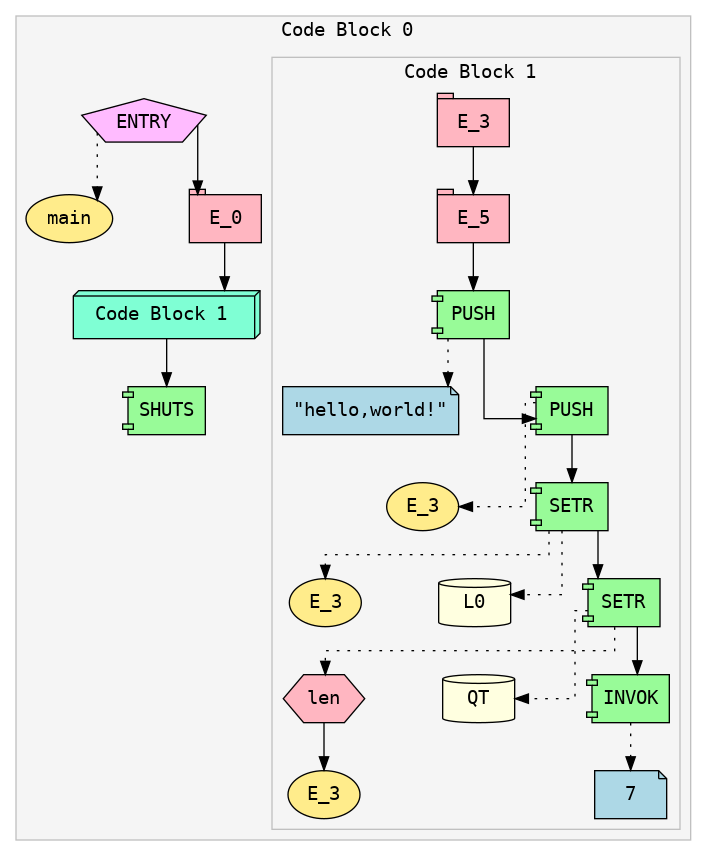 Code Block 0
Code Block 1
ENTRY
E_3
main
E_0
E_5
Code Block 1
PUSH
SHUTS
"hello,world!"
PUSH
E_3
SETR
E_3
L0
SETR
len
QT
INVOK
E_3
7